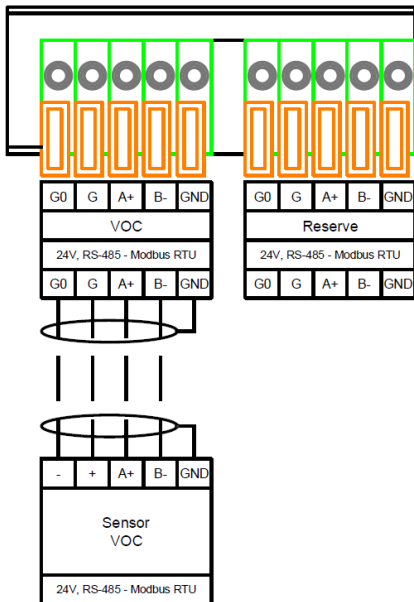 G0 G A+ B- GND G0 G A+ B- GND
VOC Reserve
24V, RS-485 - Modbus RTU 24V, RS-485 - Modbus RTU
G0 G A+ B- GND G0 G A+ B- GND
- + A+ B- GND
Sensor
VOC
24V, RS-485 - Modbus RTU